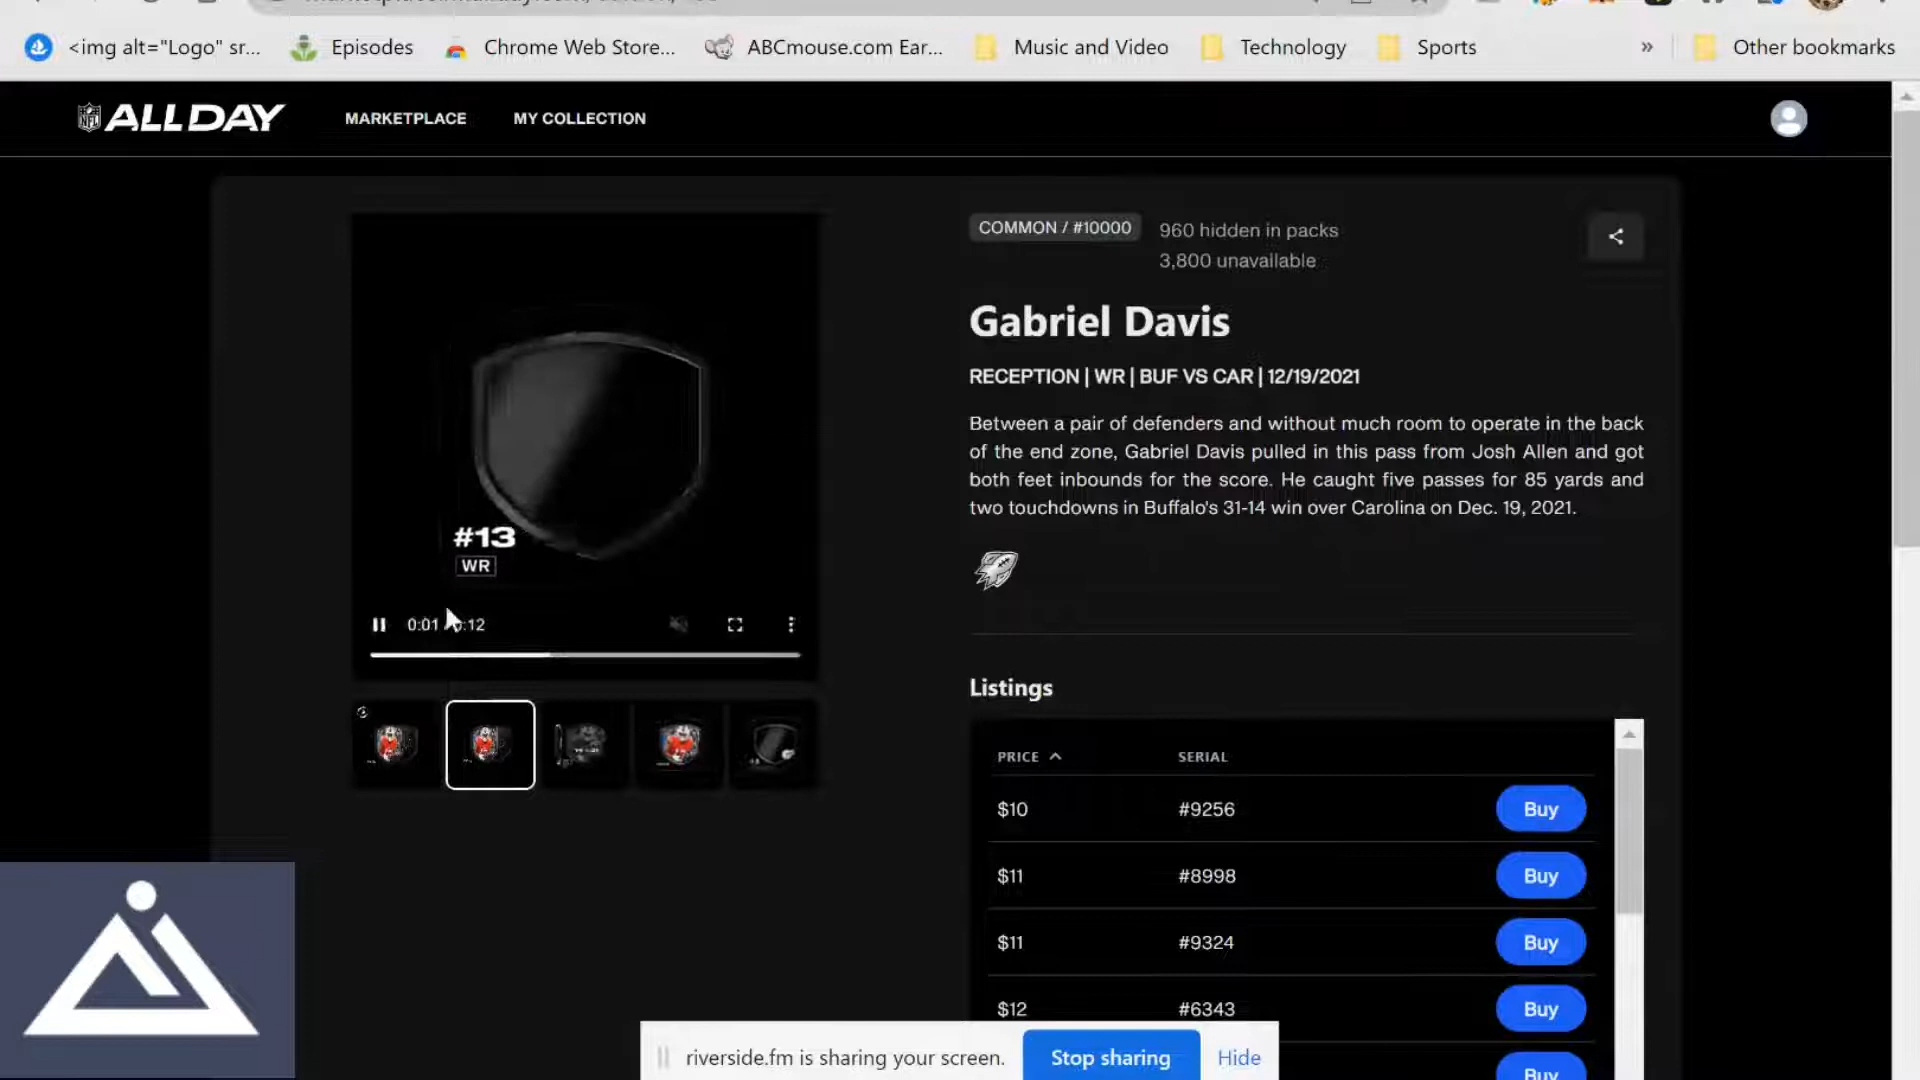 <img alt="Logo" sr...
Episodes
Chrome Web Store...
ABCmouse.com Ear...
Music and Video
Technology
Sports
»
Other bookmarks
NFL ALL DAY
MARKETPLACE
MY COLLECTION
COMMON / #10000
960 hidden in packs
3,800 unavailable
Gabriel Davis
RECEPTION | WR | BUF VS CAR | 12/19/2021
Between a pair of defenders and without much room to operate in the back
of the end zone, Gabriel Davis pulled in this pass from Josh Allen and got
both feet inbounds for the score. He caught five passes for 85 yards and
two touchdowns in Buffalo's 31-14 win over Carolina on Dec. 19, 2021.
#13
WR
0:01
:12
Listings
PRICE
SERIAL
$10
#9256
Buy
$11
#8998
Buy
$11
#9324
Buy
$12
#6343
Buy
Buy
riverside.fm is sharing your screen.
Stop sharing
Hide